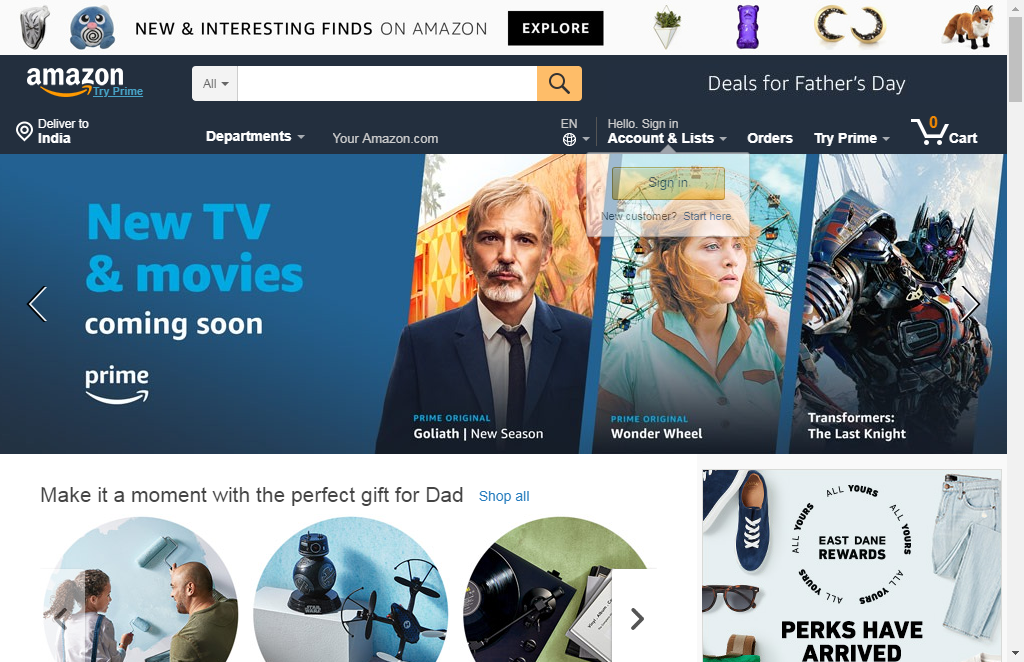 NEW & INTERESTING FINDS ON AMAZON
EXPLORE
amazon
Try Prime
All
Deals for Father's Day
Deliver to
India
Departments
Your Amazon.com
EN
Hello. Sign in
Account & Lists
Orders
Try Prime
0
Cart
Sign in
New customer? Start here.
New TV
& movies
coming soon
prime
PRIME ORIGINAL
Goliath | New Season
PRIME ORIGINAL
Wonder Wheel
Transformers:
The Last Knight
Make it a moment with the perfect gift for Dad
Shop all
STAR WARS
ALL YOURS
ALL YOURS
ALL YOURS
ALL YOURS
ALL YOURS
EAST DANE
REWARDS
PERKS HAVE
ARRIVED